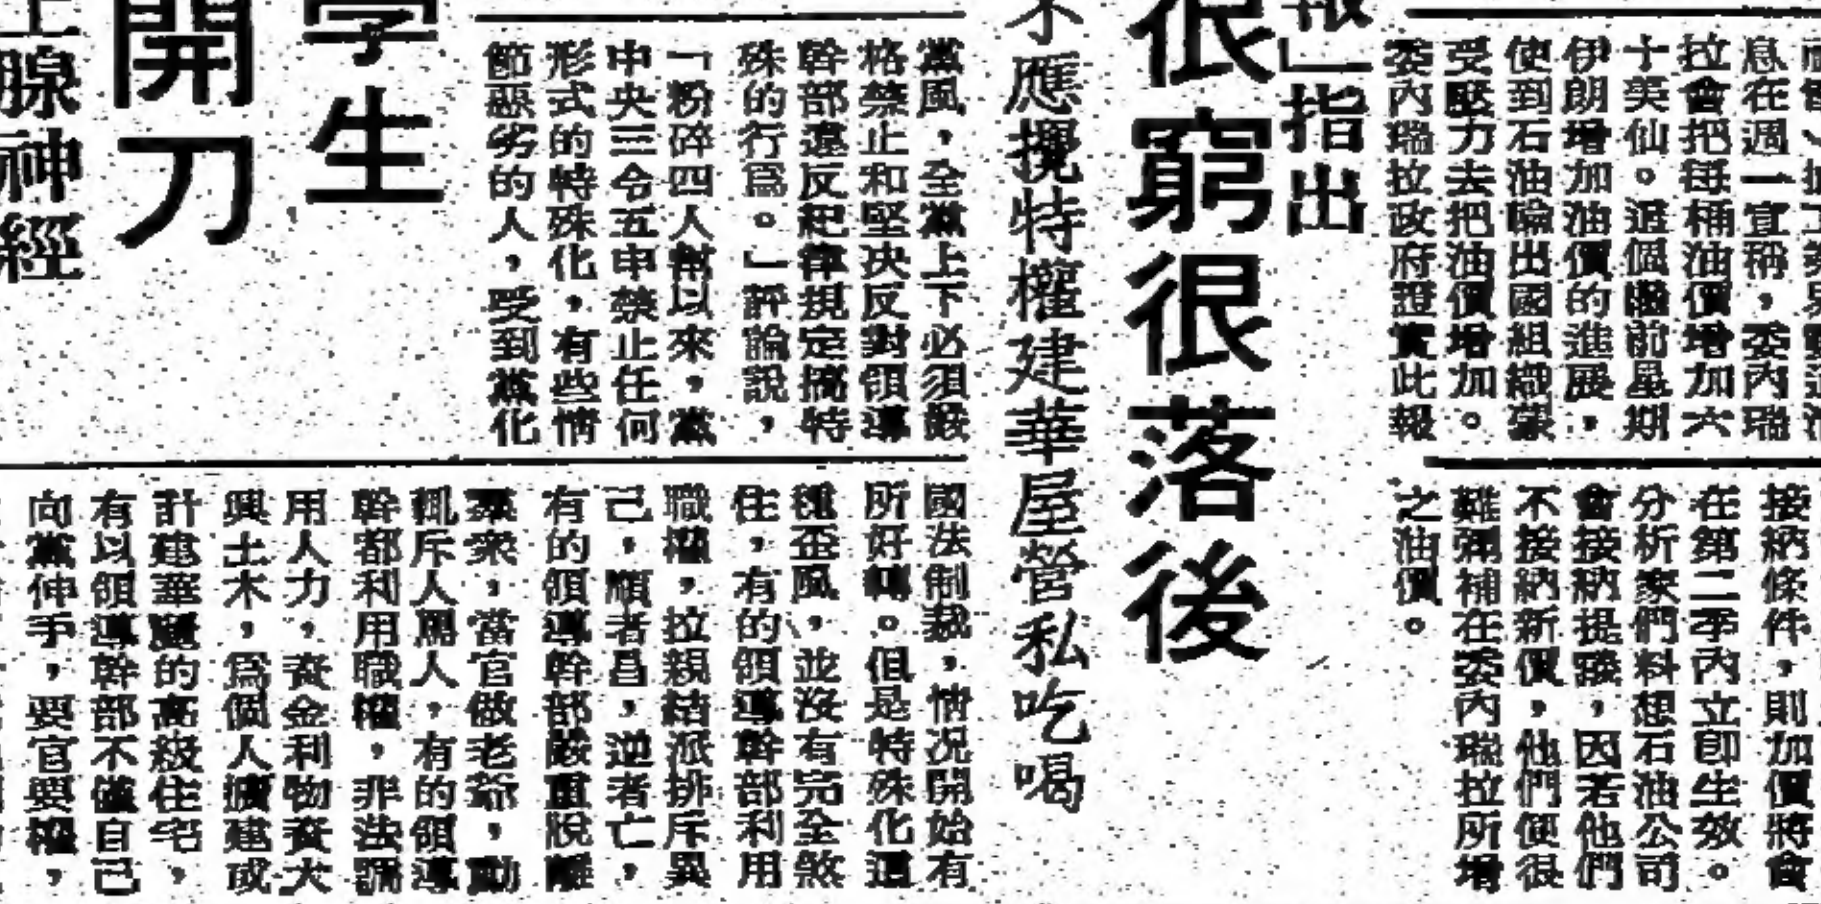 息在週一宣稱，委內瑞
拉會把每桶油價增加六
十美仙。這個繼前星期
伊朗增加油價的進展，
使到石油輸出國組織蒙
受壓力去把油價增加。
委內瑞拉政府證實此報
接納條件，則加價將會
在第二季內立卽生效。
分析家們料想石油公司
會接納提議，因若他們
不接納新價，他們便很
難彌補在委內瑞拉所增
之油價。
報」指出
很窮很落後
不應攪特權建華屋營私吃喝
黨風，全黨上下必須嚴
格禁止和堅决反對領導
幹部違反紀律規定搞特
殊的行爲。」評論說，
「粉碎四人幫以來，黨
中央三令五申禁止任何
形式的特殊化，有些情
節惡劣的人，受到黨化
國法制裁，情况開始有
所好轉。但是特殊化這
種歪風，並沒有完全煞
住，有的領導幹部利用
職權，拉親結派排斥異
己，順者昌，逆者亡，
有的領導幹部嚴重脫離
羣衆，當官做老爺，動
輒斥人罵人，有的領導
幹部利用職權，非法調
用人力，資金利物資大
興土木，爲個人擴建或
計建華麗的高級住宅，
有以領導幹部不僅自己
向黨伸手，要官要權，
學生
開刀
上腺神經